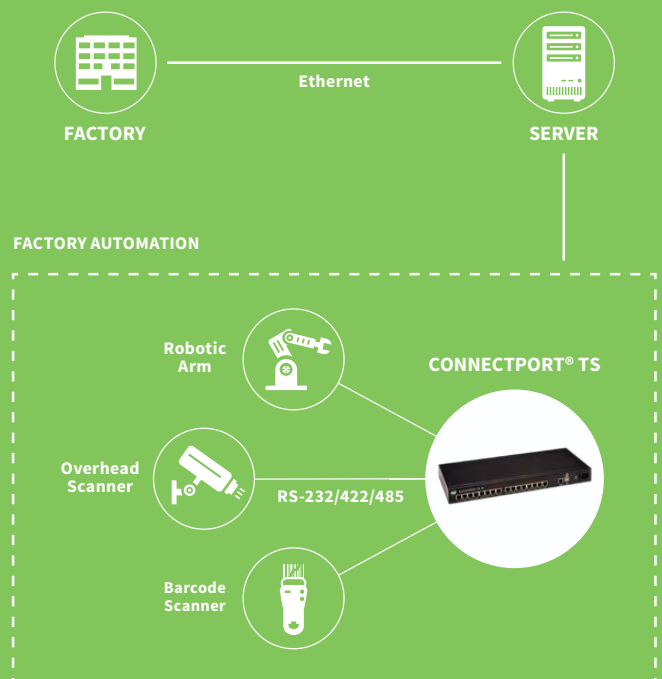 Ethernet
FACTORY
SERVER
FACTORY AUTOMATION
Robotic
Arm
CONNECTPORT® TS
Overhead
Scanner
RS-232/422/485
Barcode
Scanner